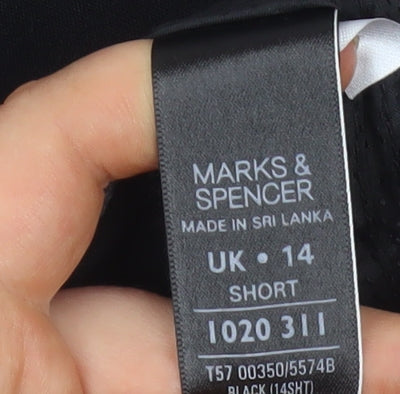 MARKS &
SPENCER
MADE IN SRI LANKA
UK • 14
SHORT
1020 311
T57 00350/5574B
BLACK (14SHT)